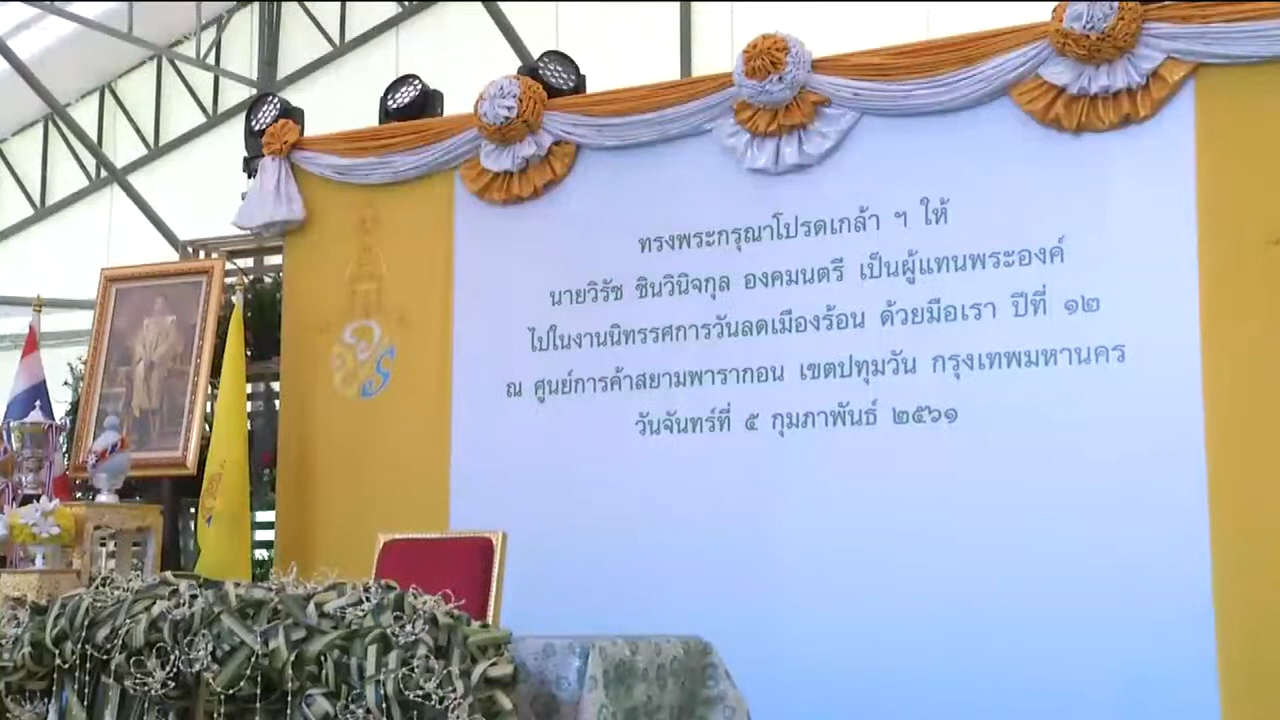 ทรงพระกรุณาโปรดเกล้า ฯ ให้
นายวิรัช ชินวินิจกุล องคมนตรี เป็นผู้แทนพระองค์
ไปในงานนิทรรศการวันลดเมืองร้อน ด้วยมือเรา ปีที่ ๑๒
ณ ศูนย์การค้าสยามพารากอน เขตปทุมวัน กรุงเทพมหานคร
วันจันทร์ที่ ๕ กุมภาพันธ์ ๒๕๖๑